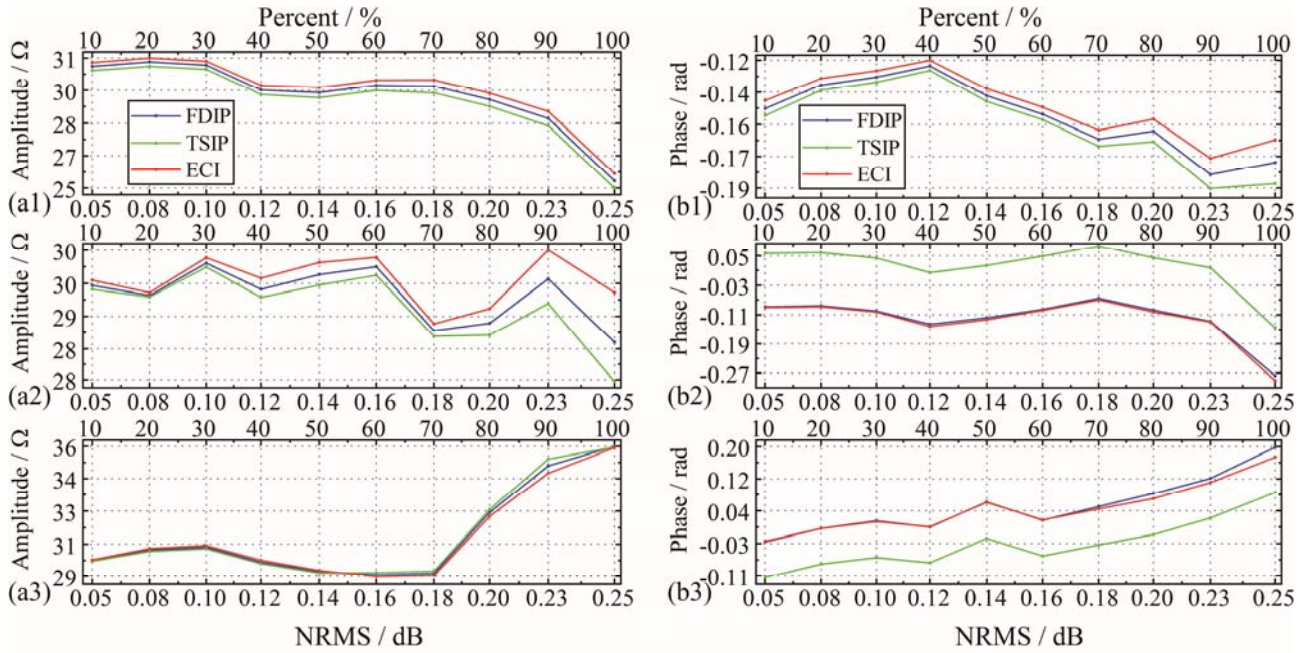 Percent / %
10 20 30 40 50 60 70 80 90 100
Amplitude / Ω
31
30
28
27
25
FDIP
TSIP
ECI
(a1)
0.05 0.08 0.10 0.12 0.14 0.16 0.18 0.20 0.23 0.25
10 20 30 40 50 60 70 80 90 100
Amplitude / Ω
30
30
29
28
28
(a2)
0.05 0.08 0.10 0.12 0.14 0.16 0.18 0.20 0.23 0.25
10 20 30 40 50 60 70 80 90 100
Amplitude / Ω
36
34
33
31
29
(a3)
0.05 0.08 0.10 0.12 0.14 0.16 0.18 0.20 0.23 0.25
NRMS / dB
Percent / %
10 20 30 40 50 60 70 80 90 100
Phase / rad
-0.12
-0.14
-0.16
-0.17
-0.19
FDIP
TSIP
ECI
(b1)
0.05 0.08 0.10 0.12 0.14 0.16 0.18 0.20 0.23 0.25
10 20 30 40 50 60 70 80 90 100
Phase / rad
0.05
-0.03
-0.11
-0.19
-0.27
(b2)
0.05 0.08 0.10 0.12 0.14 0.16 0.18 0.20 0.23 0.25
10 20 30 40 50 60 70 80 90 100
Phase / rad
0.20
0.12
0.04
-0.03
-0.11
(b3)
0.05 0.08 0.10 0.12 0.14 0.16 0.18 0.20 0.23 0.25
NRMS / dB